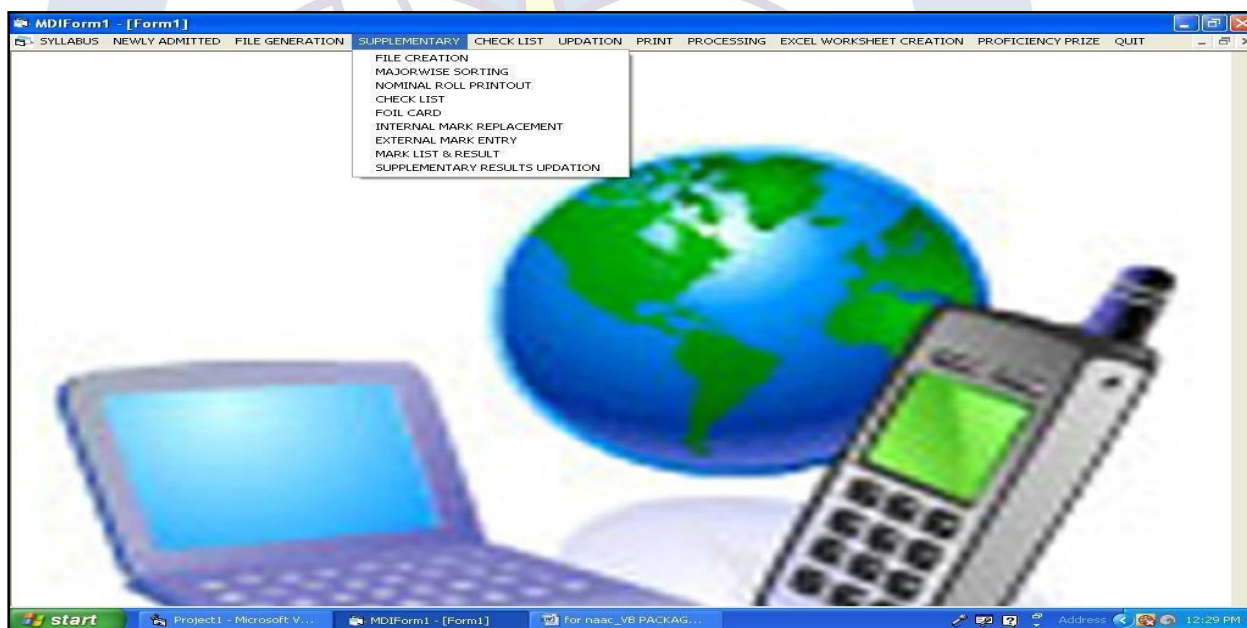 MDIForm1 - [Form1]
SYLLABUS NEWLY ADMITTED FILE GENERATION SUPPLEMENTARY CHECK LIST UPDATION PRINT PROCESSING EXCEL WORKSHEET CREATION PROFICIENCY PRIZE QUIT
FILE CREATION
MAJORWISE SORTING
NOMINAL ROLL PRINTOUT
CHECK LIST
FOIL CARD
INTERNAL MARK REPLACEMENT
EXTERNAL MARK ENTRY
MARK LIST & RESULT
SUPPLEMENTARY RESULTS UPDATION
start Project1 - Microsoft V... MDIForm1 - [Form1] for naac_VB PACKAG... Address 12:29 PM